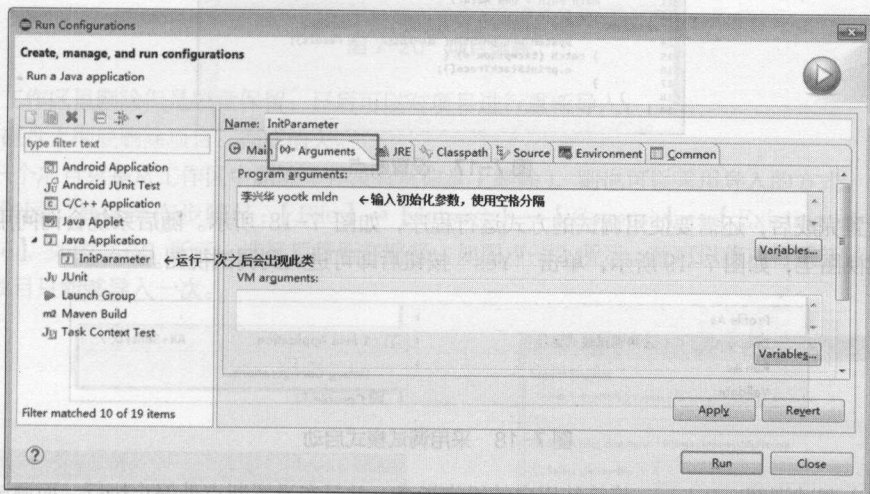 Run Configurations
Create, manage, and run configurations
Run a Java application
type filter text
Android Application
Android JUnit Test
C/C++ Application
Java Applet
Java Application
InitParameter ←运行一次之后会出现此类
JUnit
Launch Group
Maven Build
Task Context Test
Filter matched 10 of 19 items
Name: InitParameter
Main
(x)= Arguments
JRE
Classpath
Source
Environment
Common
Program arguments:
李兴华 yootk mldn ←输入初始化参数，使用空格分隔
Variables...
VM arguments:
Variables...
Apply
Revert
Run
Close